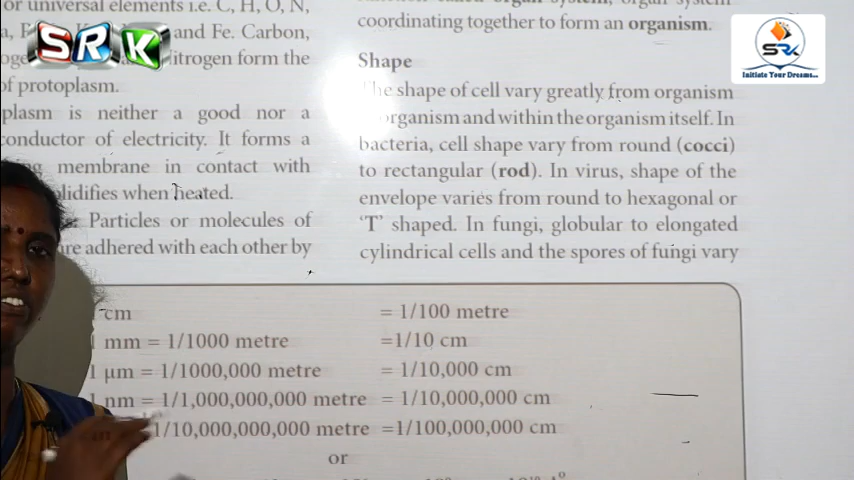 or universal elements i.e. C, H, O, N,
and Fe. Carbon,
itrogen form the
of protoplasm.
plasm is neither a good nor a
conductor of electricity. It forms a
membrane in contact with
lidifies when heated.
Particles or molecules of
re adhered with each other by
coordinating together to form an organism.
Shape
he shape of cell vary greatly from organism
organism and within the organism itself. In
bacteria, cell shape vary from round (cocci)
to rectangular (rod). In virus, shape of the
envelope varies from round to hexagonal or
‘T’ shaped. In fungi, globular to elongated
cylindrical cells and the spores of fungi vary
cm = 1/100 metre
1 mm = 1/1000 metre =1/10 cm
1 μm = 1/1000,000 metre = 1/10,000 cm
1 nm = 1/1,000,000,000 metre = 1/10,000,000 cm
1/10,000,000,000 metre =1/100,000,000 cm
or
SRK
SRK
Initiate Your Dreams...